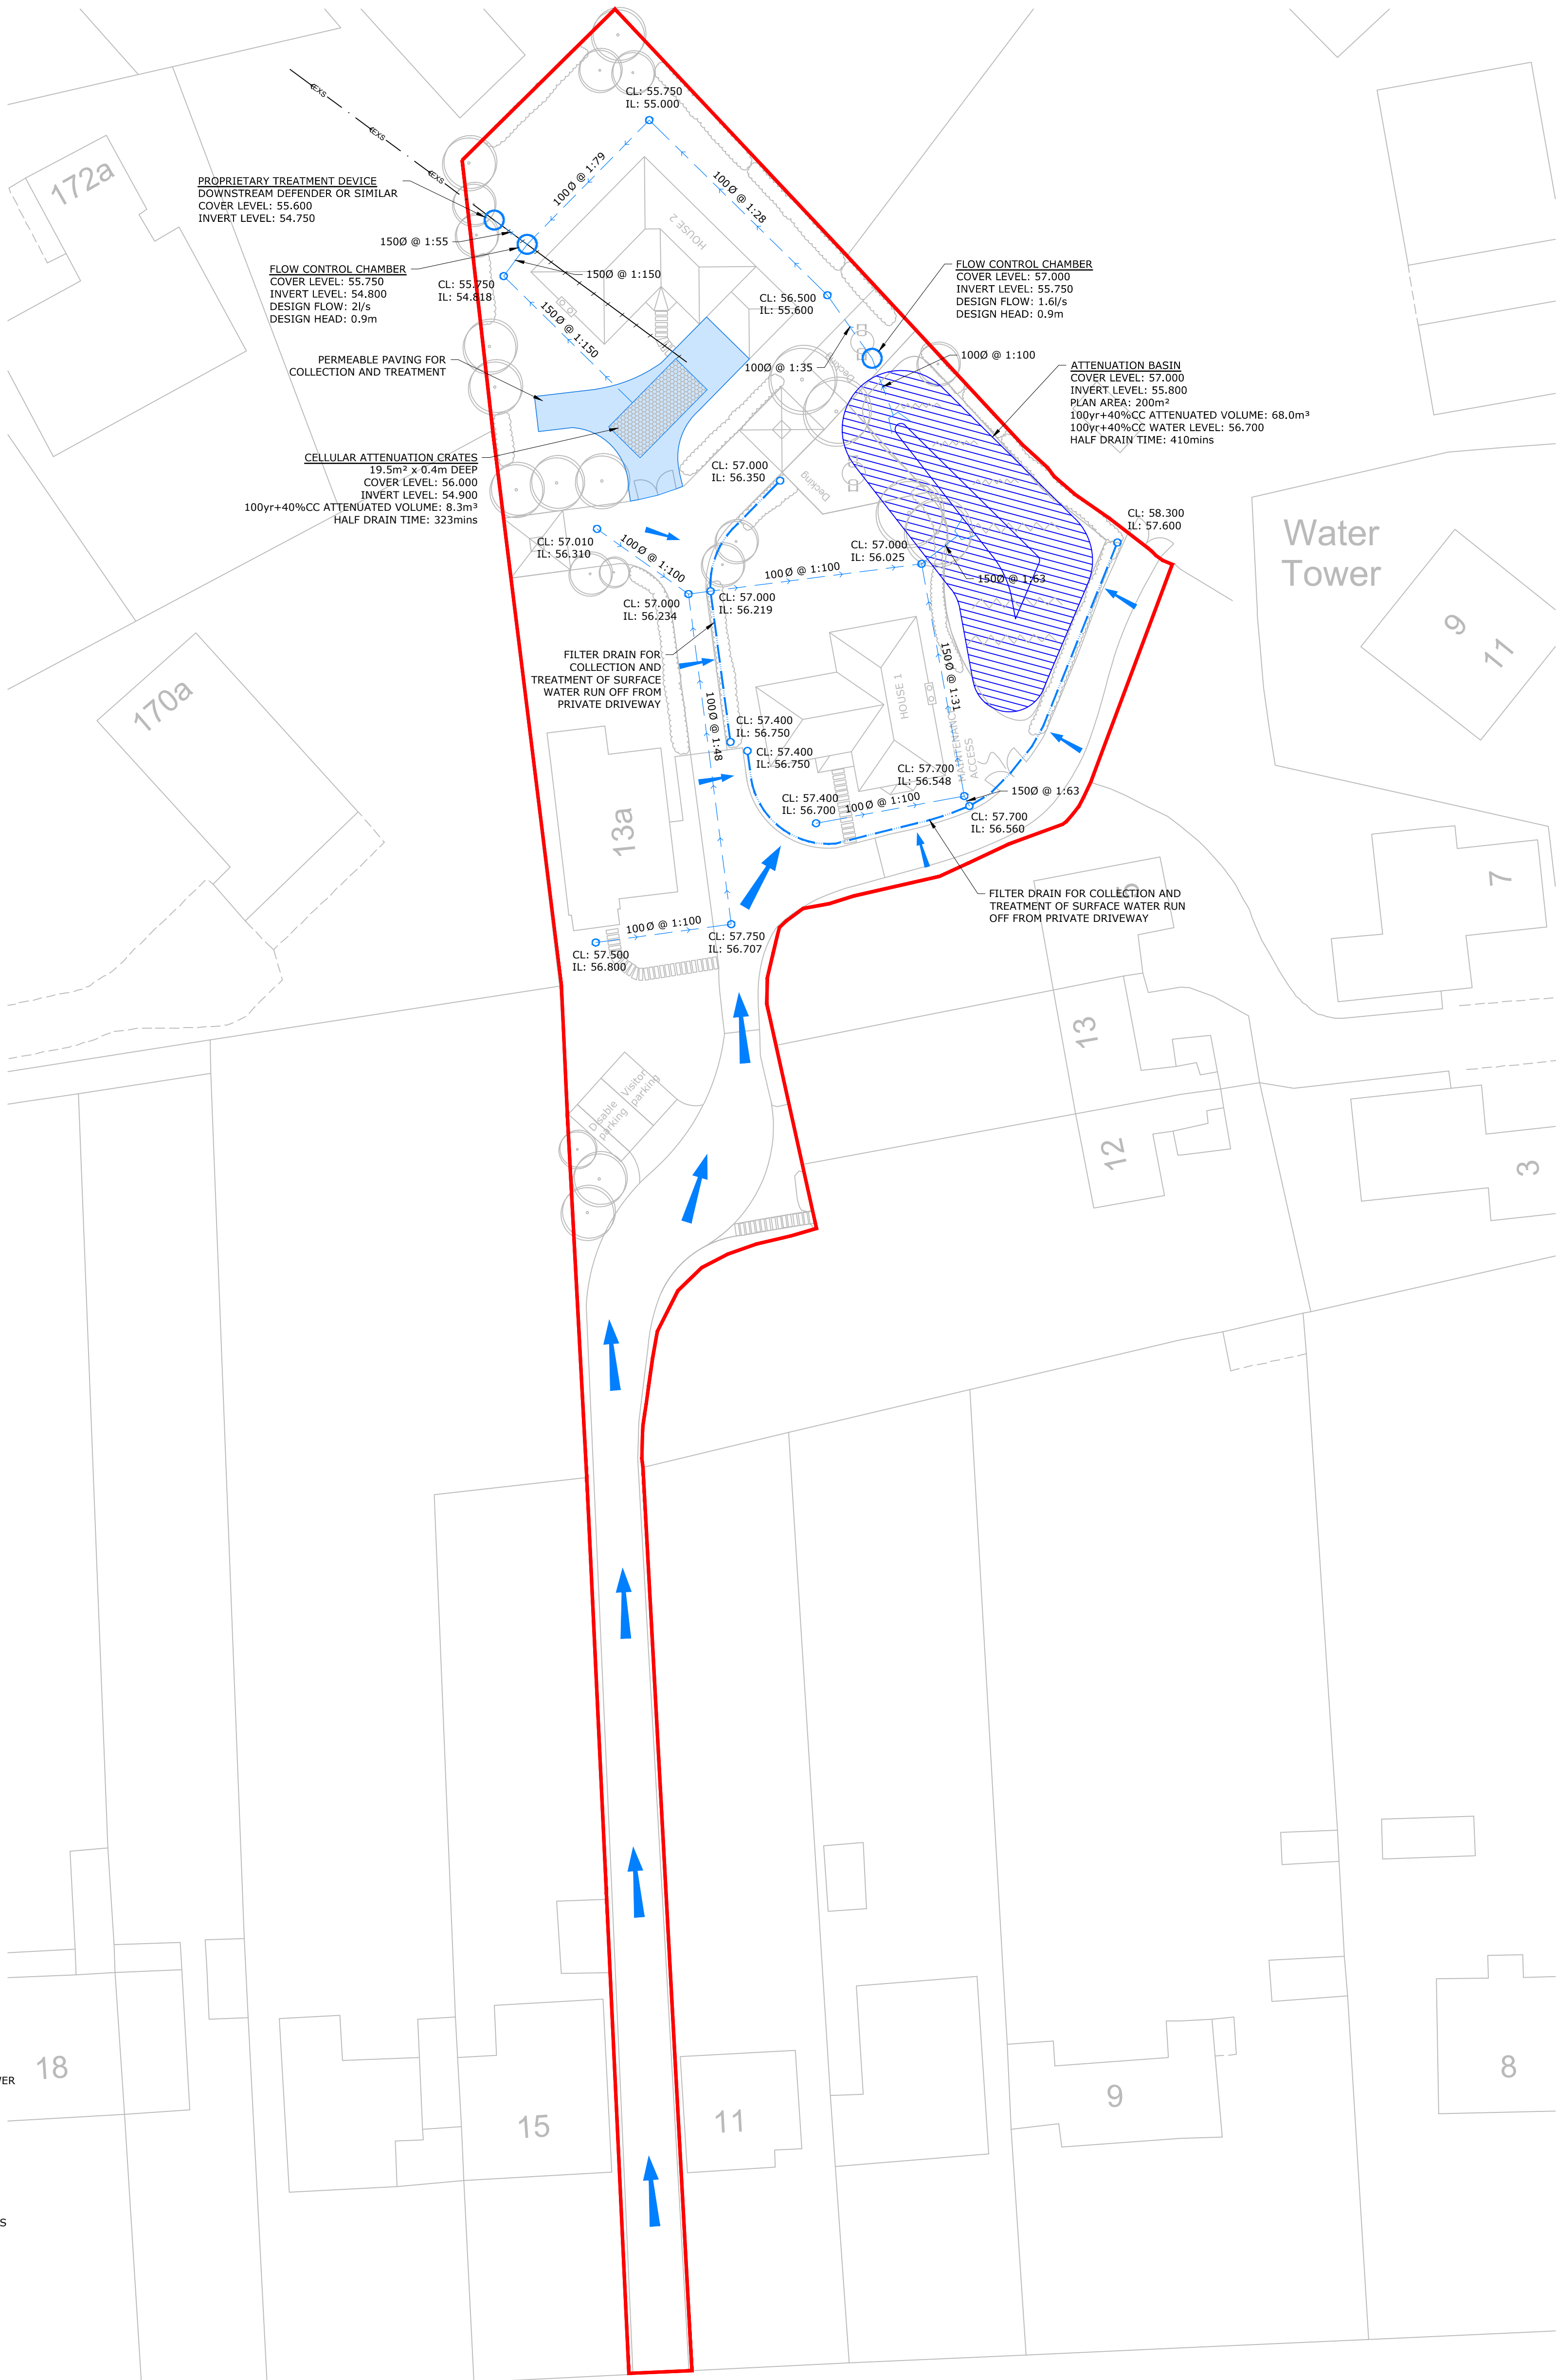 CL: 55.750
IL: 55.000
172a
EXS
EXS
EXS
100Ø @ 1:79
100Ø @ 1:28
PROPRIETARY TREATMENT DEVICE
DOWNSTREAM DEFENDER OR SIMILAR
COVER LEVEL: 55.600
INVERT LEVEL: 54.750
HOUSE 2
150Ø @ 1:55
FLOW CONTROL CHAMBER
COVER LEVEL: 55.750
INVERT LEVEL: 54.800
DESIGN FLOW: 2l/s
DESIGN HEAD: 0.9m
150Ø @ 1:150
CL: 55.750
IL: 54.818
150Ø @ 1:150
CL: 56.500
IL: 55.600
FLOW CONTROL CHAMBER
COVER LEVEL: 57.000
INVERT LEVEL: 55.750
DESIGN FLOW: 1.6l/s
DESIGN HEAD: 0.9m
PERMEABLE PAVING FOR
COLLECTION AND TREATMENT
100Ø @ 1:35
100Ø @ 1:100
Decking
ATTENUATION BASIN
COVER LEVEL: 57.000
INVERT LEVEL: 55.800
PLAN AREA: 200m²
100yr+40%CC ATTENUATED VOLUME: 68.0m³
100yr+40%CC WATER LEVEL: 56.700
HALF DRAIN TIME: 410mins
CELLULAR ATTENUATION CRATES
19.5m² x 0.4m DEEP
COVER LEVEL: 56.000
INVERT LEVEL: 54.900
100yr+40%CC ATTENUATED VOLUME: 8.3m³
HALF DRAIN TIME: 323mins
CL: 57.000
IL: 56.350
Decking
CL: 58.300
IL: 57.600
Water
Tower
CL: 57.010
IL: 56.310
100Ø @ 1:100
CL: 57.000
IL: 56.025
100Ø @ 1:100
150Ø @ 1:63
CL: 57.000
IL: 56.234
CL: 57.000
IL: 56.219
9
11
FILTER DRAIN FOR
COLLECTION AND
TREATMENT OF SURFACE
WATER RUN OFF FROM
PRIVATE DRIVEWAY
170a
100Ø @ 1:48
HOUSE 1
150Ø @ 1:31
MAINTENANCE
ACCESS
CL: 57.400
IL: 56.750
CL: 57.400
IL: 56.750
CL: 57.700
IL: 56.548
150Ø @ 1:63
CL: 57.400
IL: 56.700
100Ø @ 1:100
CL: 57.700
IL: 56.560
13a
FILTER DRAIN FOR COLLECTION AND
TREATMENT OF SURFACE WATER RUN
OFF FROM PRIVATE DRIVEWAY
7
100Ø @ 1:100
CL: 57.500
IL: 56.800
CL: 57.750
IL: 56.707
13
Disable
parking
Visitor
parking
12
3
18
15
11
9
8